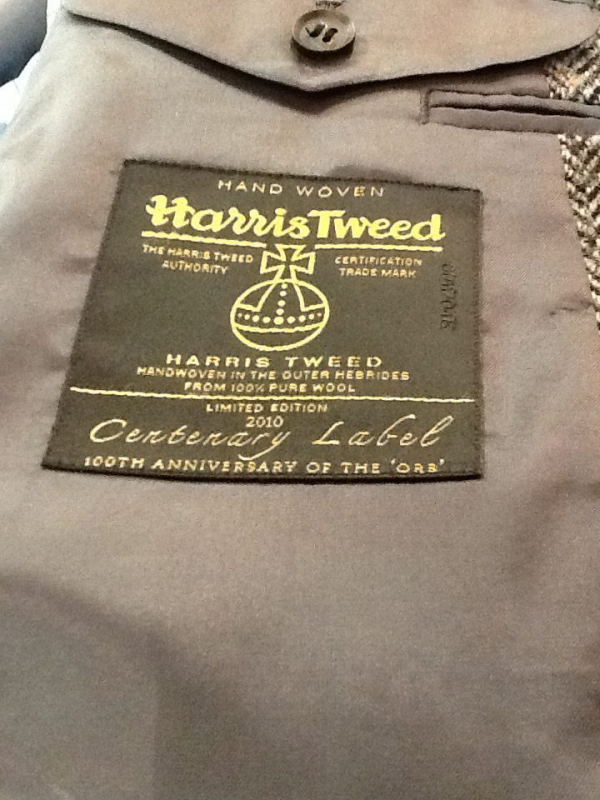 HAND WOVEN
Harris Tweed
THE HARRIS TWEED AUTHORITY
CERTIFICATION TRADE MARK
HARRIS TWEED
HANDWOVEN IN THE OUTER HEBRIDES
FROM 100% PURE WOOL
LIMITED EDITION
2010
Centenary Label
100TH ANNIVERSARY OF THE 'ORB'